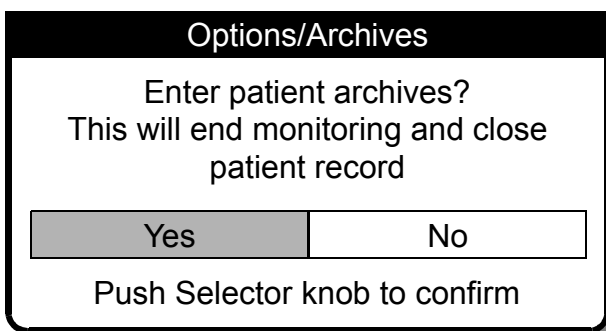 Options/Archives
Enter patient archives?
This will end monitoring and close
patient record
Yes No
Push Selector knob to confirm